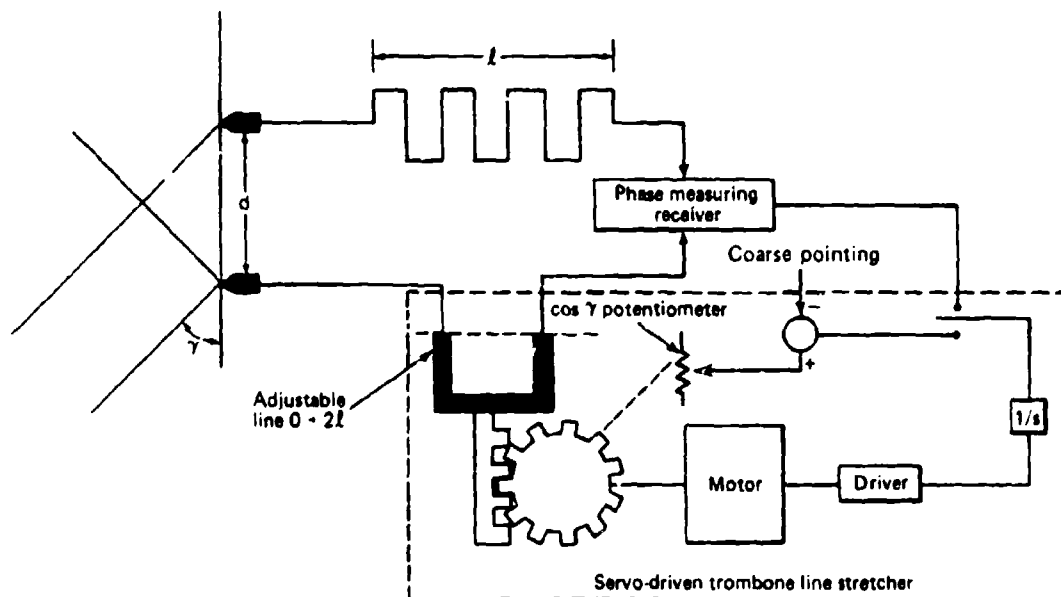 ℓ
d
Phase measuring
receiver
Coarse pointing
−
cos γ potentiometer
+
γ
Adjustable
line 0 - 2ℓ
1/s
Motor
Driver
Servo-driven trombone line stretcher